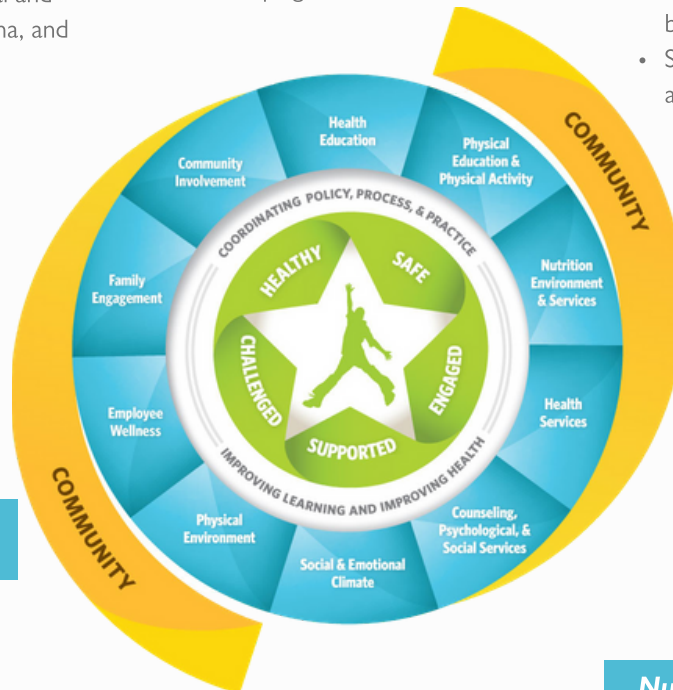 na, and
COMMUNITY
Health
Education
Physical
Education &
Physical Activity
Nutrition
Environment
& Services
Health
Services
Counseling,
Psychological, &
Social Services
Social & Emotional
Climate
Physical
Environment
Employee
Wellness
Family
Engagement
Community
Involvement
COORDINATING POLICY, PROCESS, & PRACTICE
IMPROVING LEARNING AND IMPROVING HEALTH
HEALTHY
SAFE
ENGAGED
SUPPORTED
CHALLENGED
COMMUNITY
Nu